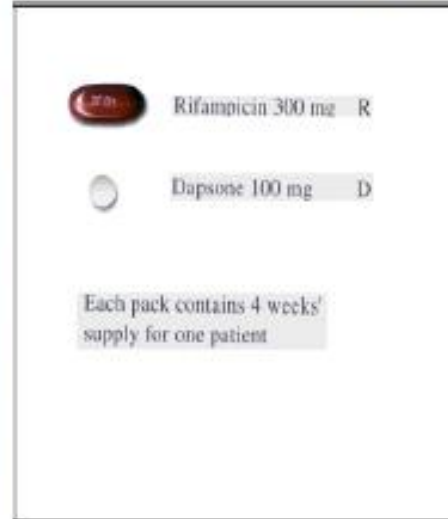 Rifampicin 300 mg R
Dapsone 100 mg D
Each pack contains 4 weeks'
supply for one patient